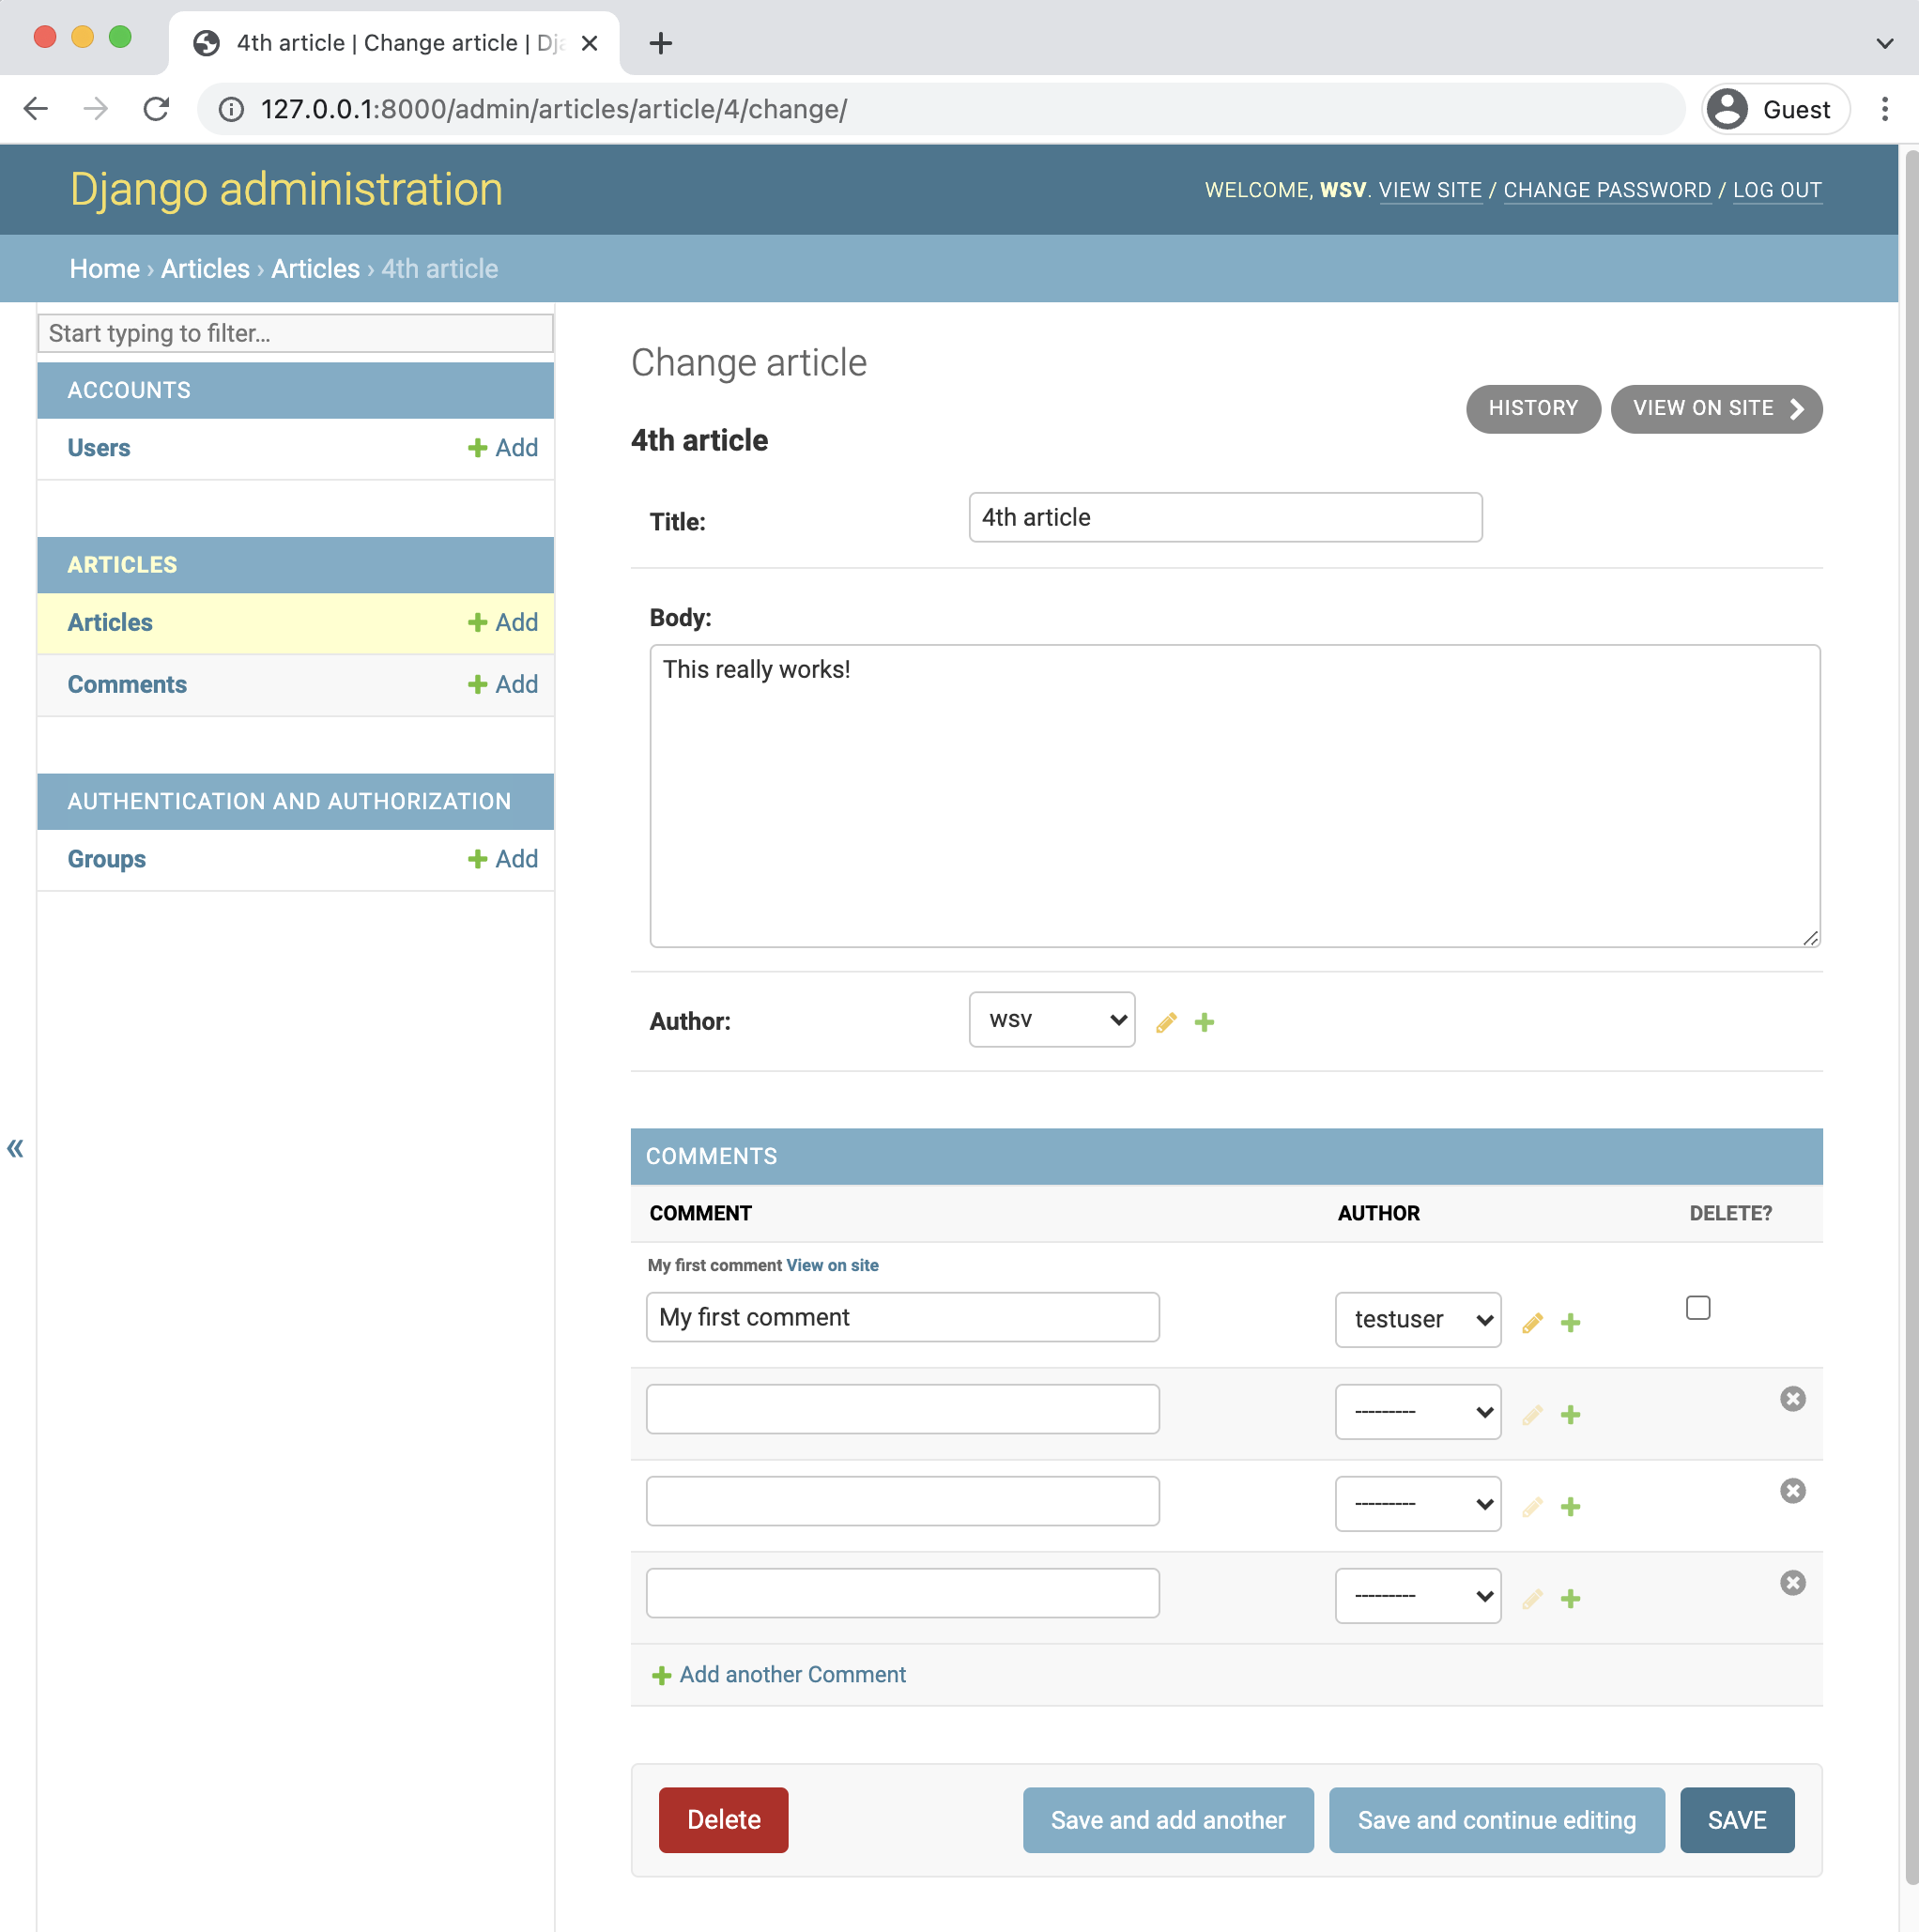 4th article | Change article | Dja
127.0.0.1:8000/admin/articles/article/4/change/
Guest
Django administration
WELCOME, WSV. VIEW SITE / CHANGE PASSWORD / LOG OUT
Home › Articles › Articles › 4th article
Start typing to filter...
ACCOUNTS
Users + Add
ARTICLES
Articles + Add
Comments + Add
AUTHENTICATION AND AUTHORIZATION
Groups + Add
«
Change article
HISTORY
VIEW ON SITE
4th article
Title: 4th article
Body:
This really works!
Author: wsv
COMMENTS
COMMENT AUTHOR DELETE?
My first comment View on site
My first comment testuser
---------
---------
---------
Add another Comment
Delete Save and add another Save and continue editing SAVE